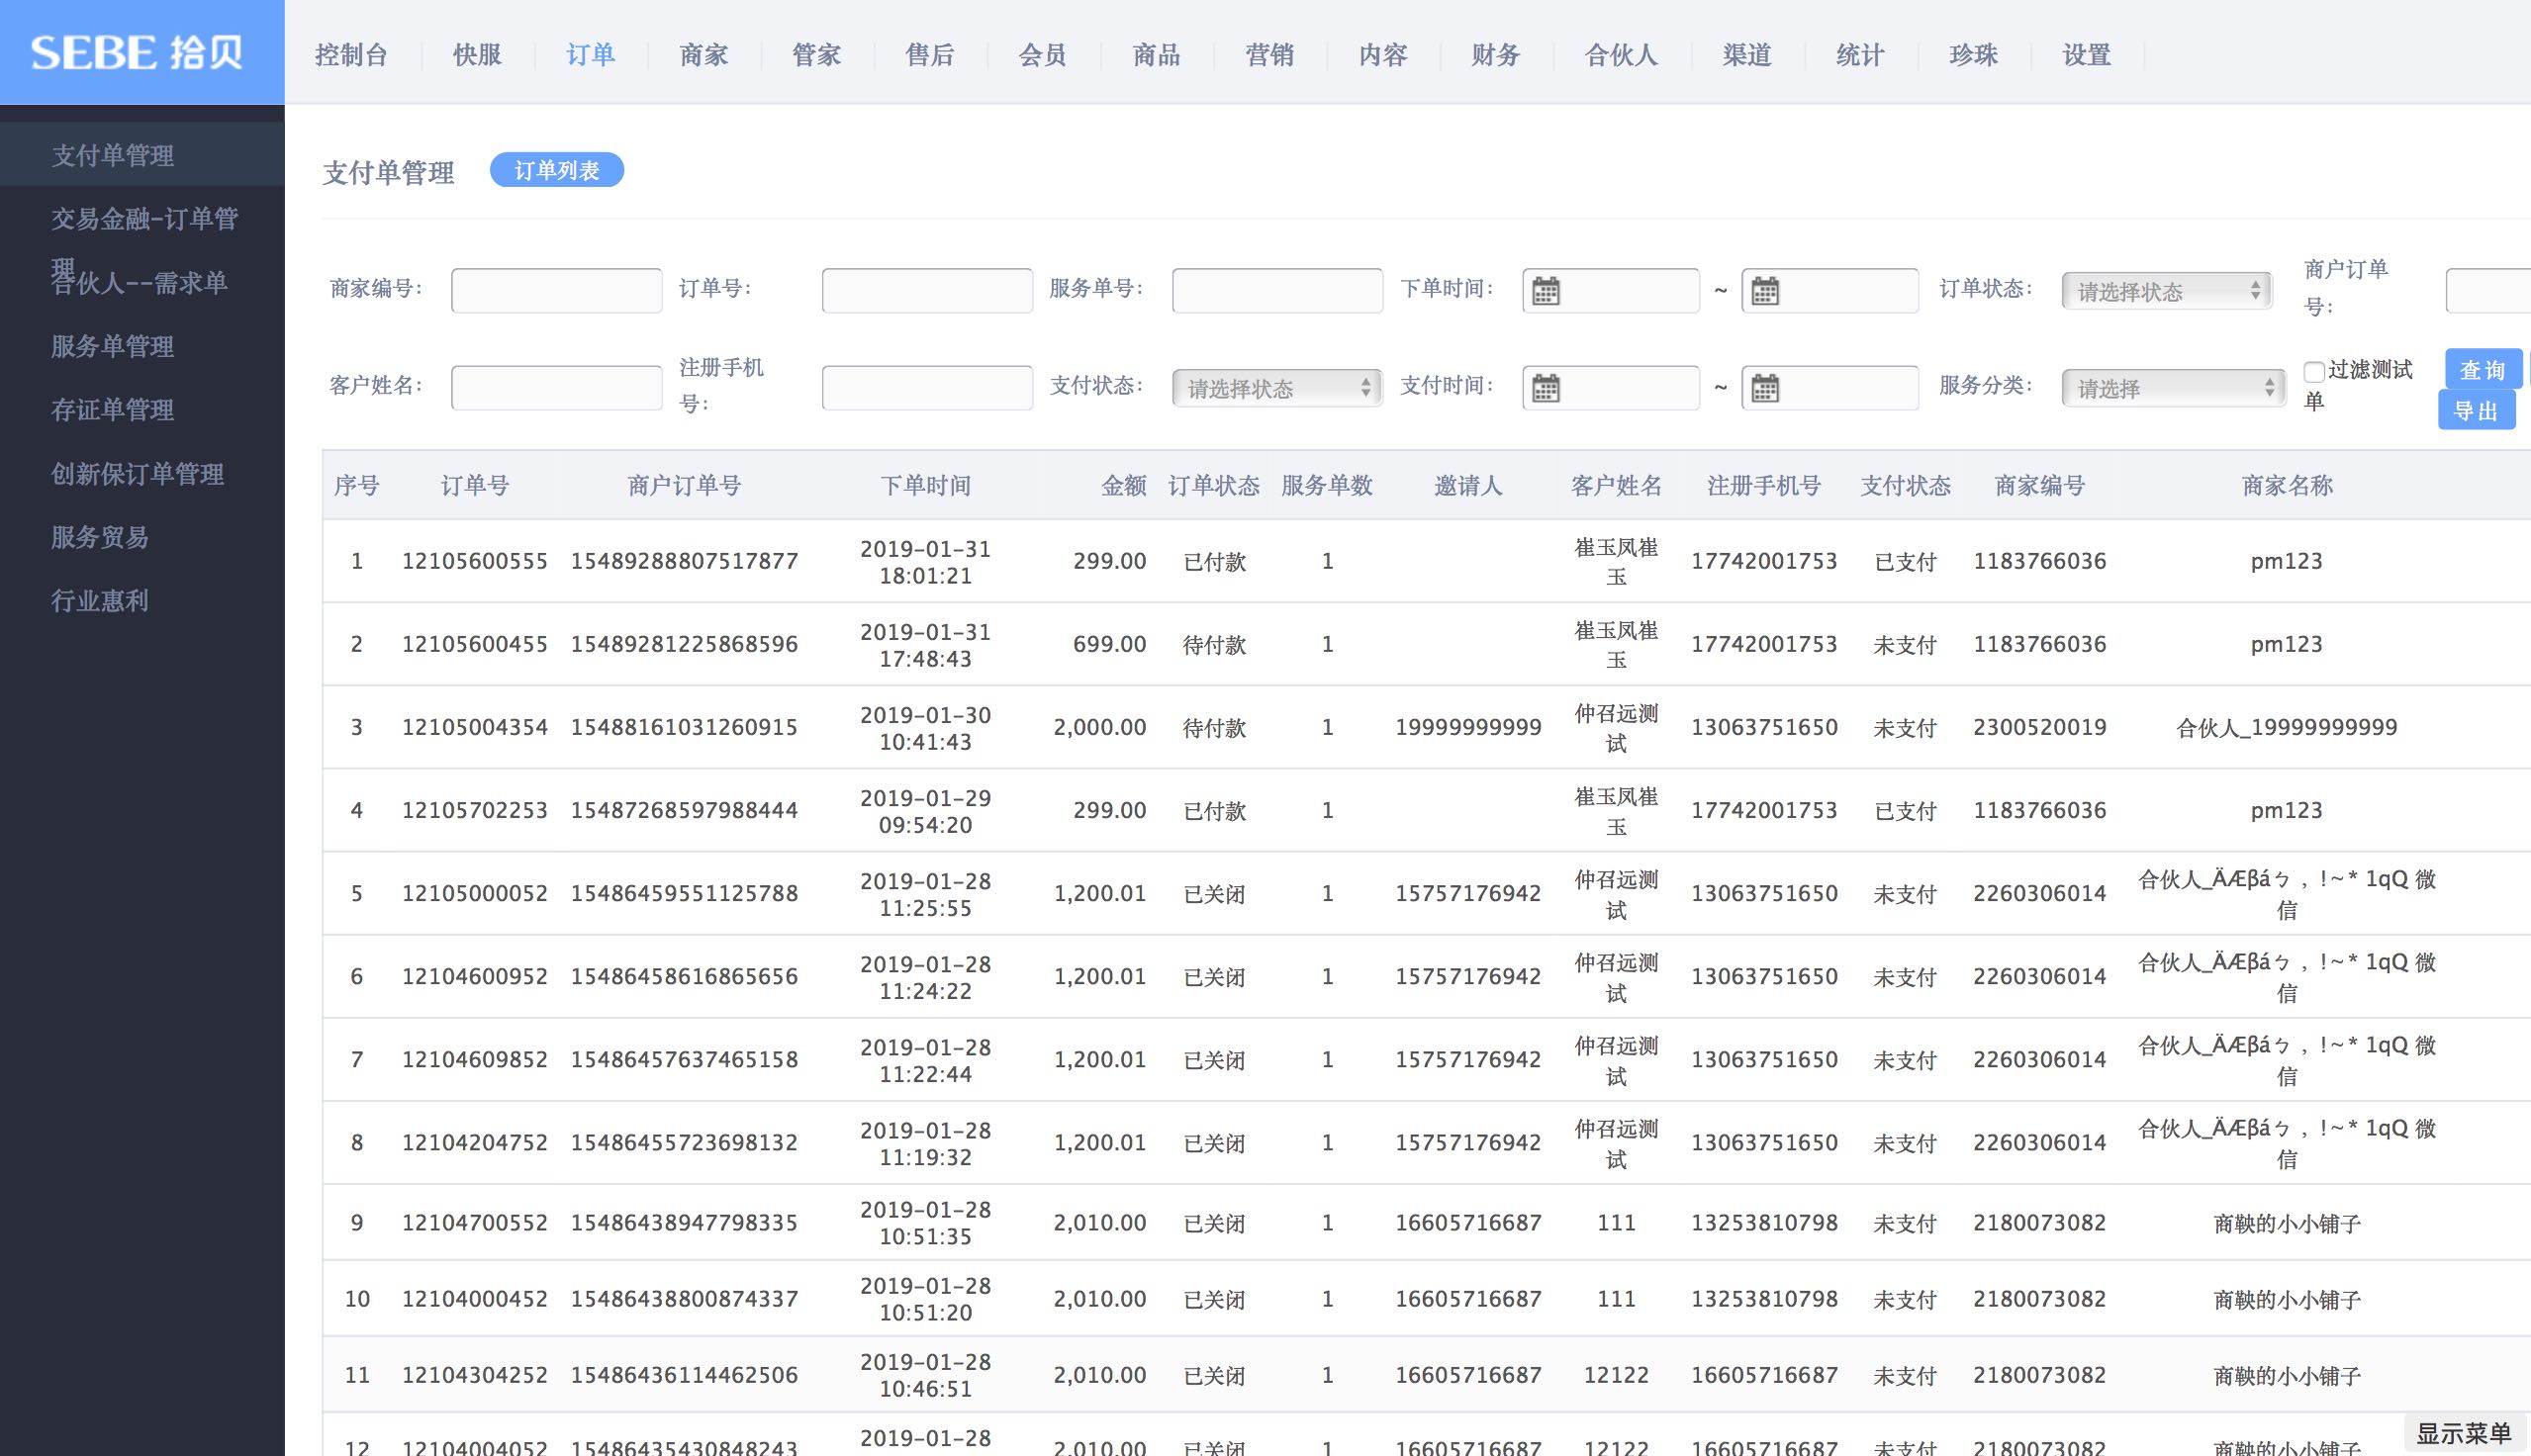 SEBE 拾贝
控制台 快服 订单 商家 管家 售后 会员 商品 营销 内容 财务 合伙人 渠道 统计 珍珠 设置
支付单管理
交易金融-订单管
理
合伙人--需求单
服务单管理
存证单管理
创新保订单管理
服务贸易
行业惠利
支付单管理 订单列表
商家编号: 订单号: 服务单号: 下单时间: ~ 订单状态: 请选择状态 商户订单
号:
客户姓名: 注册手机
号: 支付状态: 请选择状态 支付时间: ~ 服务分类: 请选择 过滤测试
单 查询
导出
序号 订单号 商户订单号 下单时间 金额 订单状态 服务单数 邀请人 客户姓名 注册手机号 支付状态 商家编号 商家名称
1 12105600555 15489288807517877 2019-01-31
18:01:21 299.00 已付款 1 崔玉凤崔
玉 17742001753 已支付 1183766036 pm123
2 12105600455 15489281225868596 2019-01-31
17:48:43 699.00 待付款 1 崔玉凤崔
玉 17742001753 未支付 1183766036 pm123
3 12105004354 15488161031260915 2019-01-30
10:41:43 2,000.00 待付款 1 19999999999 仲召远测
试 13063751650 未支付 2300520019 合伙人_19999999999
4 12105702253 15487268597988444 2019-01-29
09:54:20 299.00 已付款 1 崔玉凤崔
玉 17742001753 已支付 1183766036 pm123
5 12105000052 15486459551125788 2019-01-28
11:25:55 1,200.01 已关闭 1 15757176942 仲召远测
试 13063751650 未支付 2260306014 合伙人_ÄÆβáㄅ，!~* 1qQ 微
信
6 12104600952 15486458616865656 2019-01-28
11:24:22 1,200.01 已关闭 1 15757176942 仲召远测
试 13063751650 未支付 2260306014 合伙人_ÄÆβáㄅ，!~* 1qQ 微
信
7 12104609852 15486457637465158 2019-01-28
11:22:44 1,200.01 已关闭 1 15757176942 仲召远测
试 13063751650 未支付 2260306014 合伙人_ÄÆβáㄅ，!~* 1qQ 微
信
8 12104204752 15486455723698132 2019-01-28
11:19:32 1,200.01 已关闭 1 15757176942 仲召远测
试 13063751650 未支付 2260306014 合伙人_ÄÆβáㄅ，!~* 1qQ 微
信
9 12104700552 15486438947798335 2019-01-28
10:51:35 2,010.00 已关闭 1 16605716687 111 13253810798 未支付 2180073082 商鞅的小小铺子
10 12104000452 15486438800874337 2019-01-28
10:51:20 2,010.00 已关闭 1 16605716687 111 13253810798 未支付 2180073082 商鞅的小小铺子
11 12104304252 15486436114462506 2019-01-28
10:46:51 2,010.00 已关闭 1 16605716687 12122 16605716687 未支付 2180073082 商鞅的小小铺子
12 12104004052 15486435430848243 2019-01-28
2,010.00 已关闭 1 16605716687 12122 16605716687 未支付 2180073082 商鞅的小小铺子
显示菜单